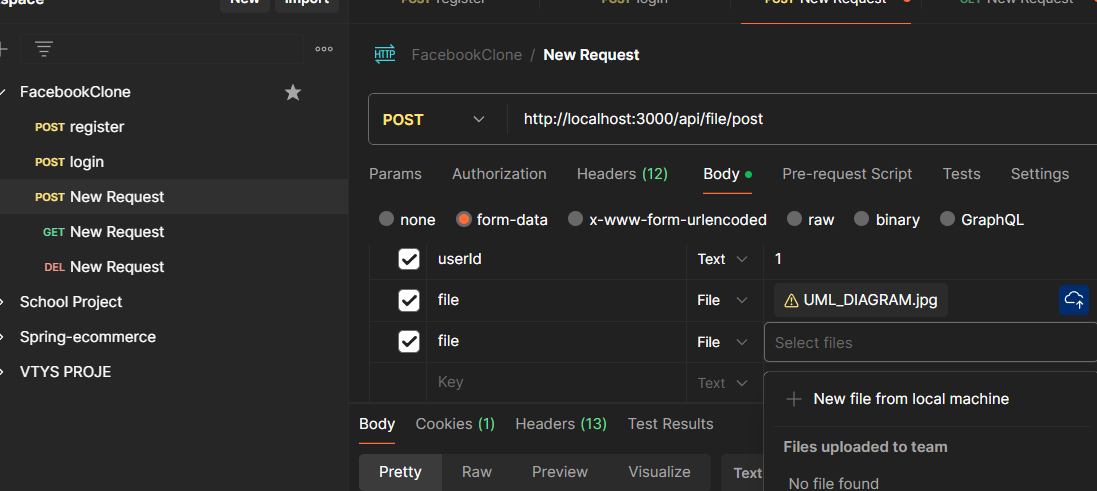 New Import
FacebookClone
POST register
POST login
POST New Request
GET New Request
DEL New Request
School Project
Spring-ecommerce
VTYS PROJE
POST register
POST login
POST New Request
GET New Request
HTTP FacebookClone / New Request
POST http://localhost:3000/api/file/post
Params Authorization Headers (12) Body Pre-request Script Tests Settings
none form-data x-www-form-urlencoded raw binary GraphQL
userId Text 1
file File UML_DIAGRAM.jpg
file File Select files
Key Text
New file from local machine
Files uploaded to team
No file found
Body Cookies (1) Headers (13) Test Results
Pretty Raw Preview Visualize Text